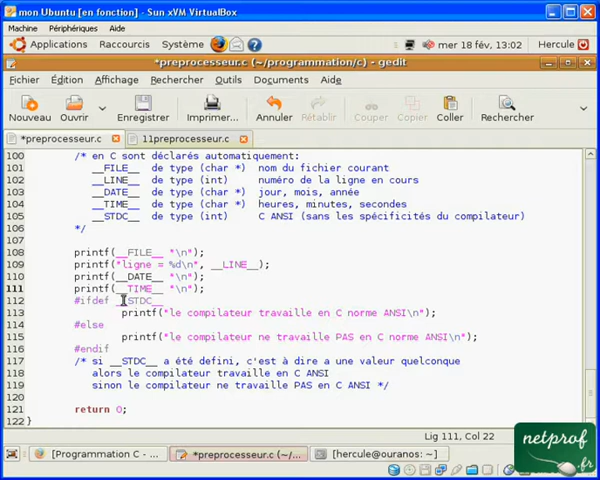 mon Ubuntu [en fonction] - Sun xVM VirtualBox
Machine Périphériques Aide
Applications Raccourcis Système mer 18 fév, 13:02 Hercule
*preprocesseur.c (~/programmation/c) - gedit
Fichier Édition Affichage Rechercher Outils Documents Aide
Nouveau Ouvrir Enregistrer Imprimer... Annuler Rétablir Couper Copier Coller Rechercher
*preprocesseur.c 11preprocesseur.c
100 /* en C sont déclarés automatiquement:
101 __FILE__ de type (char *) nom du fichier courant
102 __LINE__ de type (int) numéro de la ligne en cours
103 __DATE__ de type (char *) jour, mois, année
104 __TIME__ de type (char *) heures, minutes, secondes
105 __STDC__ de type (int) C ANSI (sans les spécificités du compilateur)
106 */
107
108 printf(__FILE__ "\n");
109 printf("ligne = %d\n", __LINE__);
110 printf(__DATE__ "\n");
111 printf(__TIME__ "\n");
112 #ifdef __STDC__
113 printf("le compilateur travaille en C norme ANSI\n");
114 #else
115 printf("le compilateur ne travaille PAS en C norme ANSI\n");
116 #endif
117 /* si __STDC__ a été defini, c'est à dire a une valeur quelconque
118 alors le compilateur travaille en C ANSI
119 sinon le compilateur ne travaille PAS en C ANSI */
120
121 return 0;
122 }
Lig 111, Col 22
[Programmation C - ... *preprocesseur.c (~/... [hercule@ouranos: ~]
netprof
.fr